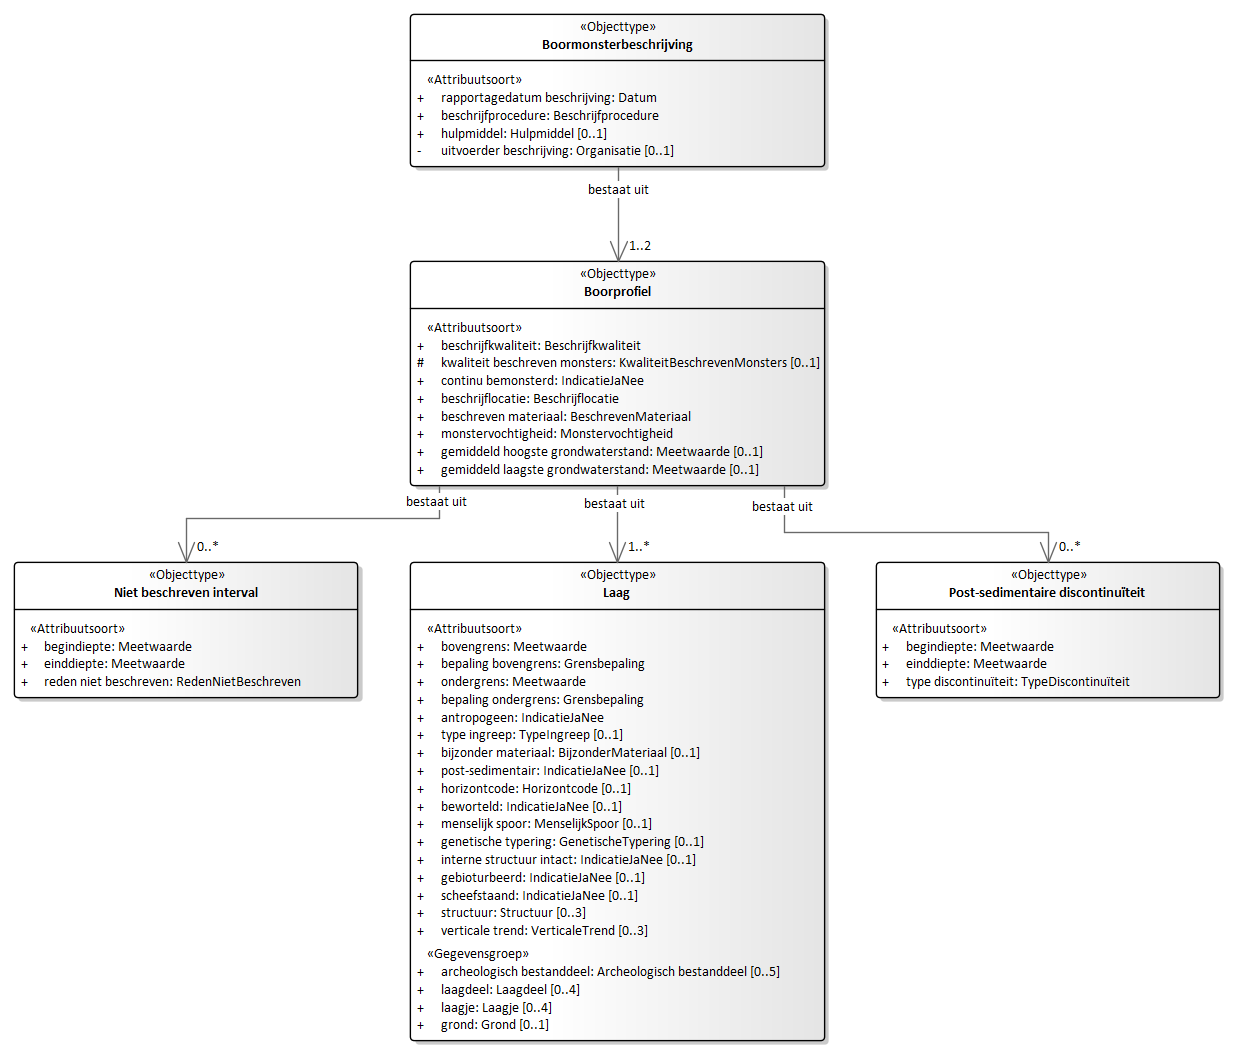 «Objecttype»
Boormonsterbeschrijving
«Attribuutsoort»
+ rapportagedatum beschrijving: Datum
+ beschrijfprocedure: Beschrijfprocedure
+ hulpmiddel: Hulpmiddel [0..1]
- uitvoerder beschrijving: Organisatie [0..1]
bestaat uit
1..2
«Objecttype»
Boorprofiel
«Attribuutsoort»
+ beschrijfkwaliteit: Beschrijfkwaliteit
# kwaliteit beschreven monsters: KwaliteitBeschrevenMonsters [0..1]
+ continu bemonsterd: IndicatieJaNee
+ beschrijflocatie: Beschrijflocatie
+ beschreven materiaal: BeschrevenMateriaal
+ monstervochtigheid: Monstervochtigheid
+ gemiddeld hoogste grondwaterstand: Meetwaarde [0..1]
+ gemiddeld laagste grondwaterstand: Meetwaarde [0..1]
bestaat uit
bestaat uit
bestaat uit
0..*
1..*
0..*
«Objecttype»
Niet beschreven interval
«Attribuutsoort»
+ begindiepte: Meetwaarde
+ einddiepte: Meetwaarde
+ reden niet beschreven: RedenNietBeschreven
«Objecttype»
Laag
«Attribuutsoort»
+ bovengrens: Meetwaarde
+ bepaling bovengrens: Grensbepaling
+ ondergrens: Meetwaarde
+ bepaling ondergrens: Grensbepaling
+ antropogeen: IndicatieJaNee
+ type ingreep: TypeIngreep [0..1]
+ bijzonder materiaal: BijzonderMateriaal [0..1]
+ post-sedimentair: IndicatieJaNee [0..1]
+ horizontcode: Horizontcode [0..1]
+ beworteld: IndicatieJaNee [0..1]
+ menselijk spoor: MenselijkSpoor [0..1]
+ genetische typering: GenetischeTypering [0..1]
+ interne structuur intact: IndicatieJaNee [0..1]
+ gebioturbeerd: IndicatieJaNee [0..1]
+ scheefstaand: IndicatieJaNee [0..1]
+ structuur: Structuur [0..3]
+ verticale trend: VerticaleTrend [0..3]
«Gegevensgroep»
+ archeologisch bestanddeel: Archeologisch bestanddeel [0..5]
+ laagdeel: Laagdeel [0..4]
+ laagje: Laagje [0..4]
+ grond: Grond [0..1]
«Objecttype»
Post-sedimentaire discontinuïteit
«Attribuutsoort»
+ begindiepte: Meetwaarde
+ einddiepte: Meetwaarde
+ type discontinuïteit: TypeDiscontinuïteit